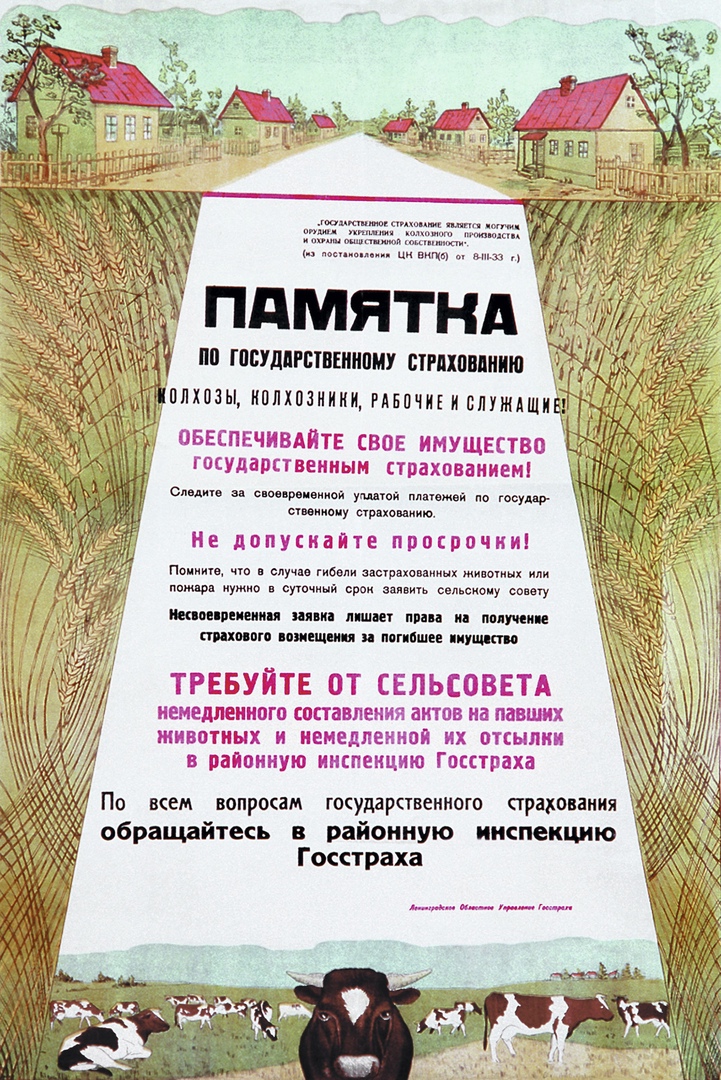 „ГОСУДАРСТВЕННОЕ СТРАХОВАНИЕ ЯВЛЯЕТСЯ МОГУЧИМ
ОРУДИЕМ УКРЕПЛЕНИЯ КОЛХОЗНОГО ПРОИЗВОДСТВА
И ОХРАНЫ ОБЩЕСТВЕННОЙ СОБСТВЕННОСТИ“.
(из постановления ЦК ВКП(б) от 8-III-33 г.)
ПАМЯТКА
ПО ГОСУДАРСТВЕННОМУ СТРАХОВАНИЮ
КОЛХОЗЫ, КОЛХОЗНИКИ, РАБОЧИЕ И СЛУЖАЩИЕ!
ОБЕСПЕЧИВАЙТЕ СВОЕ ИМУЩЕСТВО
государственным страхованием!
Следите за своевременной уплатой платежей по государ-
ственному страхованию.
Не допускайте просрочки!
Помните, что в случае гибели застрахованных животных или
пожара нужно в суточный срок заявить сельскому совету
Несвоевременная заявка лишает права на получение
страхового возмещения за погибшее имущество
ТРЕБУЙТЕ ОТ СЕЛЬСОВЕТА
немедленного составления актов на павших
животных и немедленной их отсылки
в районную инспекцию Госстраха
По всем вопросам государственного страхования
обращайтесь в районную инспекцию
Госстраха
Ленинградское Областное Управление Госстраха